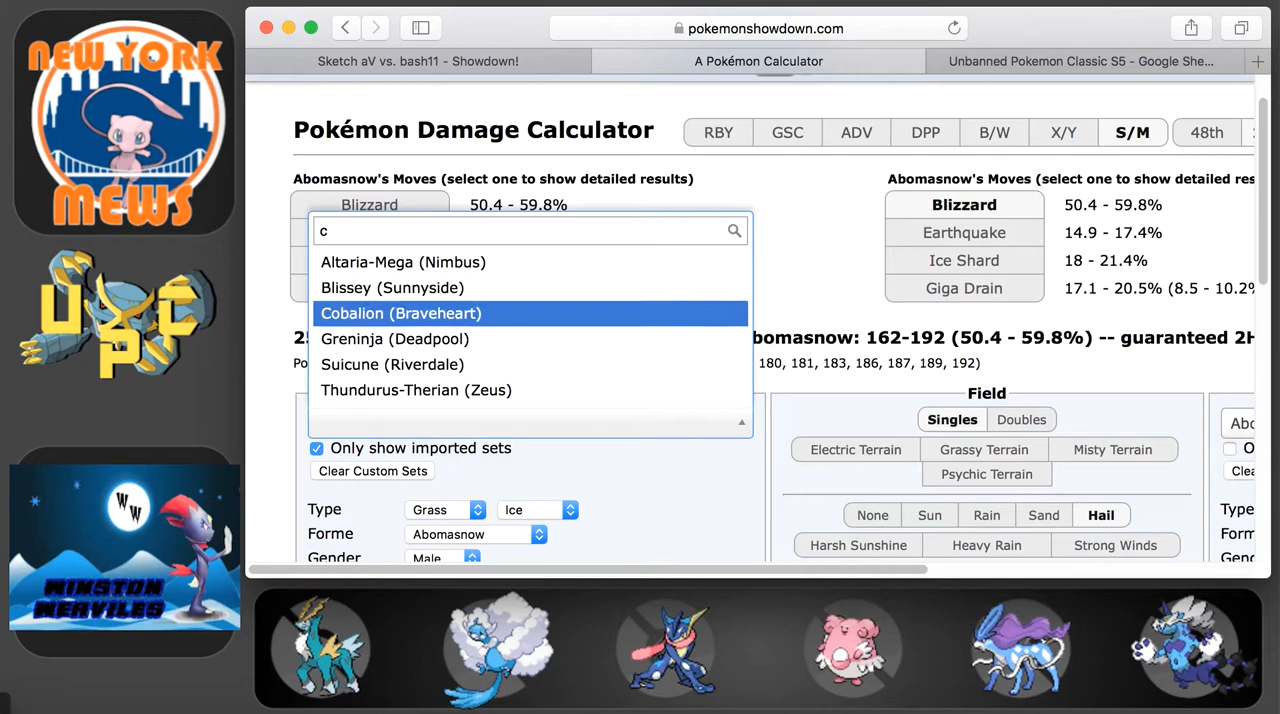 NEW YORK
MEWS
UPC
WW
WINSTON
WEAVILES
pokemonshowdown.com
Sketch aV vs. bash11 - Showdown!
A Pokémon Calculator
Unbanned Pokemon Classic S5 - Google She...
Pokémon Damage Calculator
RBY GSC ADV DPP B/W X/Y S/M 48th
Abomasnow's Moves (select one to show detailed results)
Blizzard 50.4 - 59.8%
c
Altaria-Mega (Nimbus)
Blissey (Sunnyside)
Cobalion (Braveheart)
Greninja (Deadpool)
Suicune (Riverdale)
Thundurus-Therian (Zeus)
Abomasnow's Moves (select one to show detailed res
Blizzard 50.4 - 59.8%
Earthquake 14.9 - 17.4%
Ice Shard 18 - 21.4%
Giga Drain 17.1 - 20.5% (8.5 - 10.2%
bomasnow: 162-192 (50.4 - 59.8%) -- guaranteed 2H
180, 181, 183, 186, 187, 189, 192)
Only show imported sets
Clear Custom Sets
Type Grass Ice
Forme Abomasnow
Gender Male
Field
Singles Doubles
Electric Terrain Grassy Terrain Misty Terrain
Psychic Terrain
None Sun Rain Sand Hail
Harsh Sunshine Heavy Rain Strong Winds
Abo
O
Clea
Type
Form
Gen